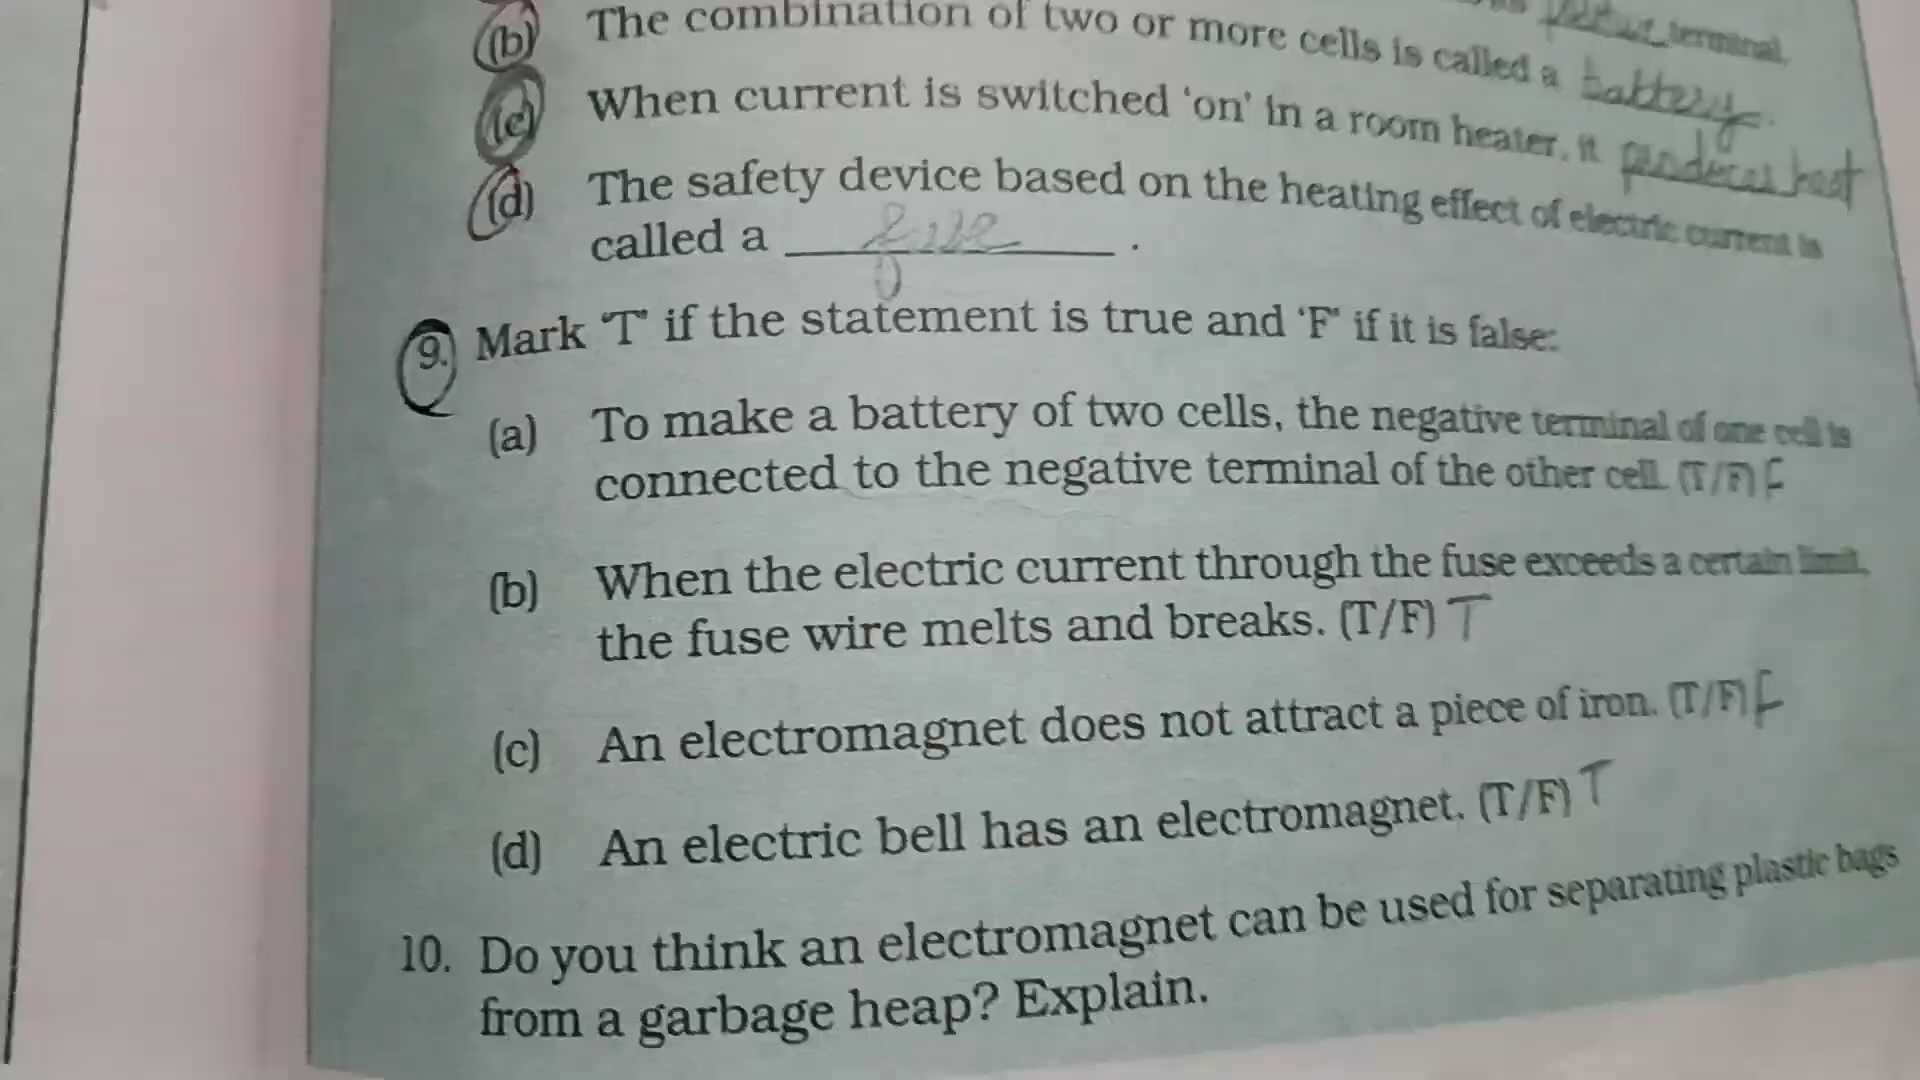 terminal.
(b) The combination of two or more cells is called a battery.
(c) When current is switched 'on' in a room heater, it produces heat
(d) The safety device based on the heating effect of electric current is
called a fuse .
9. Mark 'T' if the statement is true and 'F' if it is false:
(a) To make a battery of two cells, the negative terminal of one cell is
connected to the negative terminal of the other cell. (T/F) F
(b) When the electric current through the fuse exceeds a certain limit,
the fuse wire melts and breaks. (T/F) T
(c) An electromagnet does not attract a piece of iron. (T/F) F
(d) An electric bell has an electromagnet. (T/F) T
10. Do you think an electromagnet can be used for separating plastic bags
from a garbage heap? Explain.